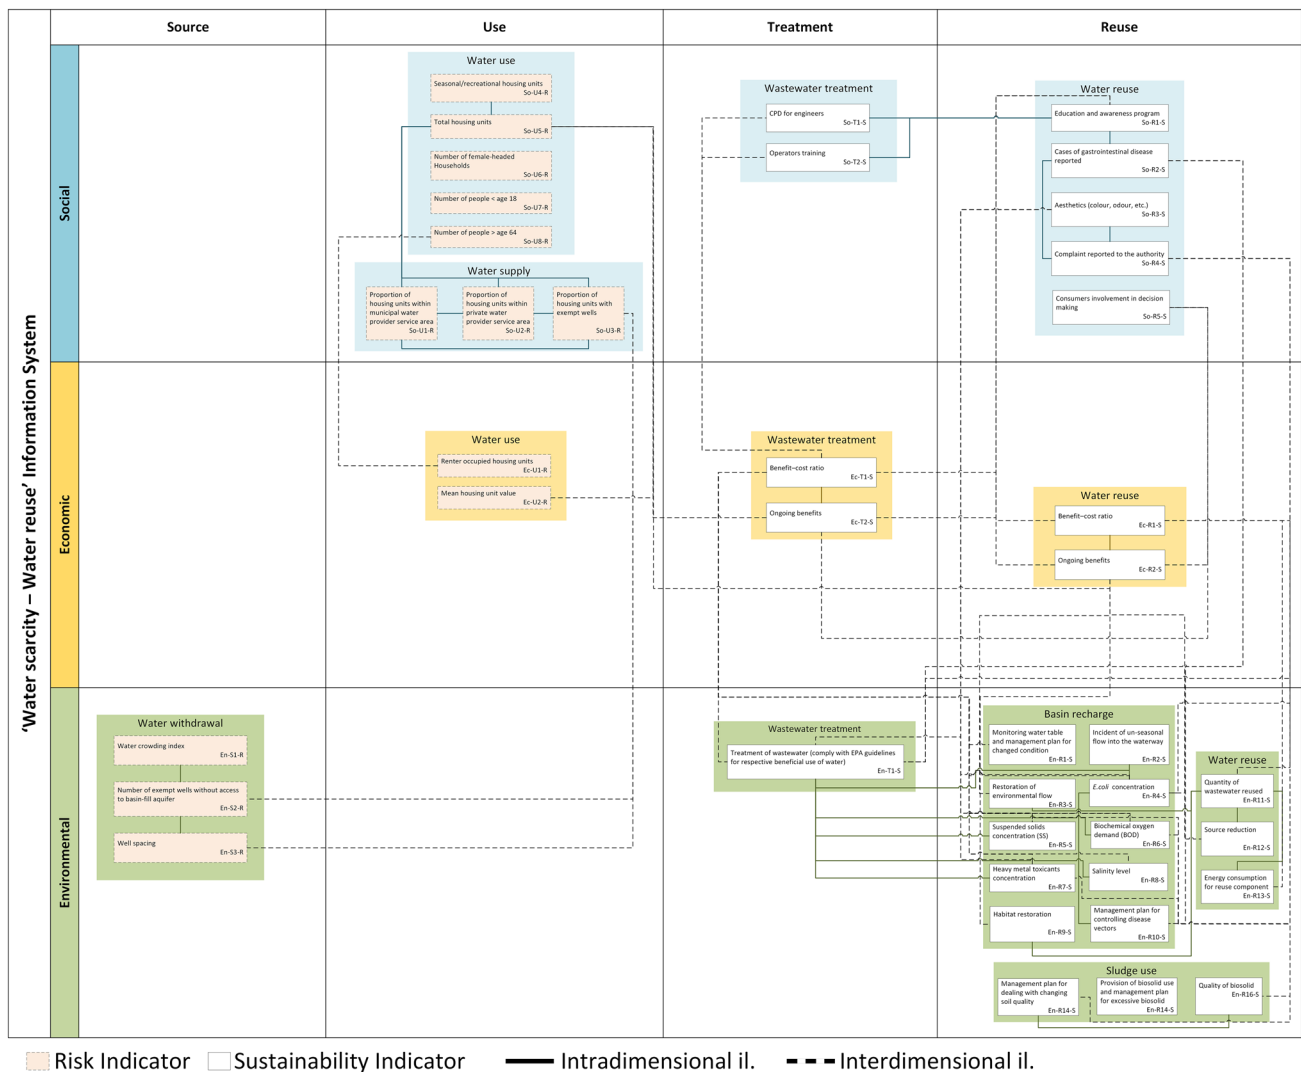 Source
Use
Treatment
Reuse
'Water scarcity – Water reuse' Information System
Social
Water use
Seasonal/recreational housing units
So-U4-R
Total housing units
So-U5-R
Number of female-headed
Households
So-U6-R
Number of people < age 18
So-U7-R
Number of people > age 64
So-U8-R
Water supply
Proportion of
housing units within
municipal water
provider service area
So-U1-R
Proportion of
housing units within
private water
provider service area
So-U2-R
Proportion of
housing units with
exempt wells
So-U3-R
Wastewater treatment
CPD for engineers
So-T1-S
Operators training
So-T2-S
Water reuse
Education and awareness program
So-R1-S
Cases of gastrointestinal disease
reported
So-R2-S
Aesthetics (colour, odour, etc.)
So-R3-S
Complaint reported to the authority
So-R4-S
Consumers involvement in decision
making
So-R5-S
Economic
Water use
Renter occupied housing units
Ec-U1-R
Mean housing unit value
Ec-U2-R
Wastewater treatment
Benefit–cost ratio
Ec-T1-S
Ongoing benefits
Ec-T2-S
Water reuse
Benefit–cost ratio
Ec-R1-S
Ongoing benefits
Ec-R2-S
Environmental
Water withdrawal
Water crowding index
En-S1-R
Number of exempt wells without access
to basin-fill aquifer
En-S2-R
Well spacing
En-S3-R
Wastewater treatment
Treatment of wastewater (comply with EPA guidelines
for respective beneficial use of water)
En-T1-S
Basin recharge
Monitoring water table
and management plan for
changed condition
En-R1-S
Incident of un-seasonal
flow into the waterway
En-R2-S
Restoration of
environmental flow
En-R3-S
E.coli concentration
En-R4-S
Suspended solids
concentration (SS)
En-R5-S
Biochemical oxygen
demand (BOD)
En-R6-S
Heavy metal toxicants
concentration
En-R7-S
Salinity level
En-R8-S
Habitat restoration
En-R9-S
Management plan for
controlling disease
vectors
En-R10-S
Water reuse
Quantity of
wastewater reused
En-R11-S
Source reduction
En-R12-S
Energy consumption
for reuse component
En-R13-S
Sludge use
Management plan for
dealing with changing
soil quality
En-R14-S
Provision of biosolid use
and management plan
for excessive biosolid
En-R14-S
Quality of biosolid
En-R16-S
Risk Indicator
Sustainability Indicator
Intradimensional il.
Interdimensional il.